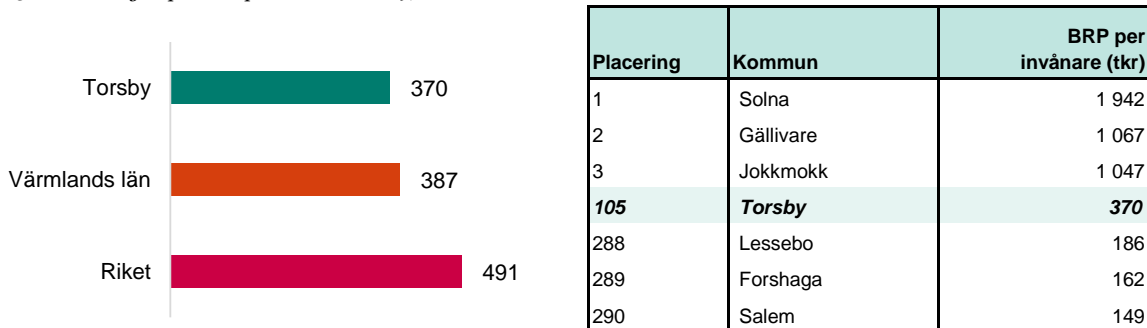 Torsby 370
Värmlands län 387
Riket 491
Placering Kommun BRP per invånare (tkr)
1 Solna 1 942
2 Gällivare 1 067
3 Jokkmokk 1 047
105 Torsby 370
288 Lessebo 186
289 Forshaga 162
290 Salem 149